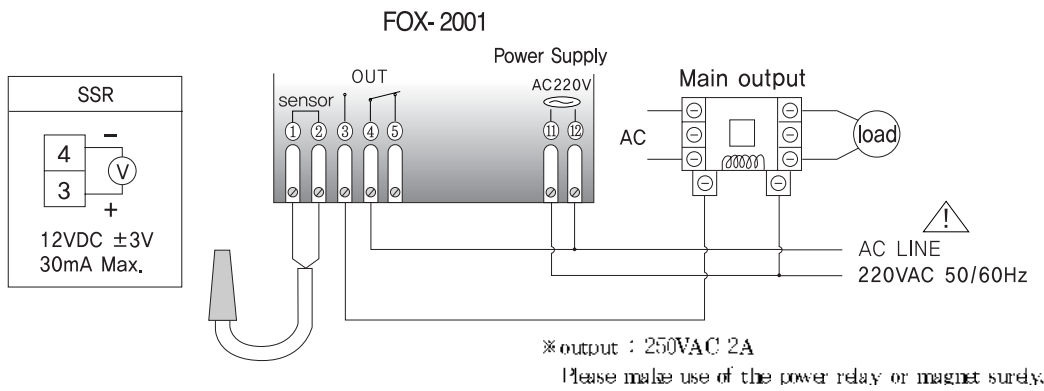 FOX-2001
Power Supply
SSR
OUT
AC220V
Main output
sensor
1 2 3 4 5 11 12
AC
load
4
−
V
3
+
12VDC ±3V
30mA Max.
!
AC LINE
220VAC 50/60Hz
※output : 250VAC 2A
Please make use of the power relay or magnet surely.